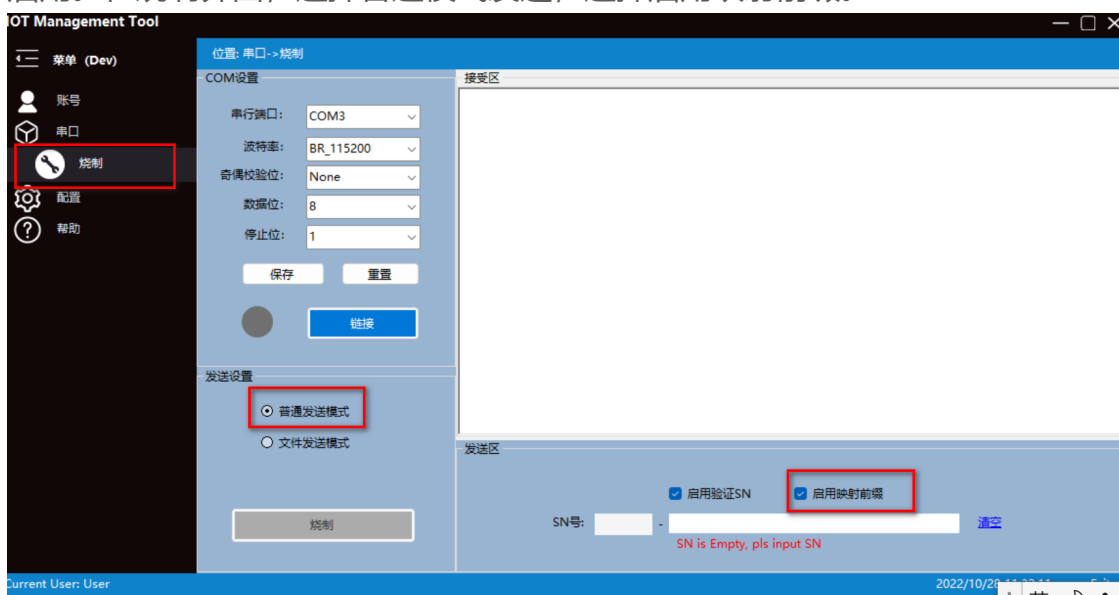 IOT Management Tool
菜单 (Dev)
账号
串口
烧制
配置
帮助
位置: 串口->烧制
COM设置
串行端口: COM3
波特率: BR_115200
奇偶校验位: None
数据位: 8
停止位: 1
保存 重置
链接
发送设置
普通发送模式
文件发送模式
烧制
接受区
发送区
启用验证SN 启用映射前缀
SN号: - 清空
SN is Empty, pls input SN
Current User: User
2022/10/28